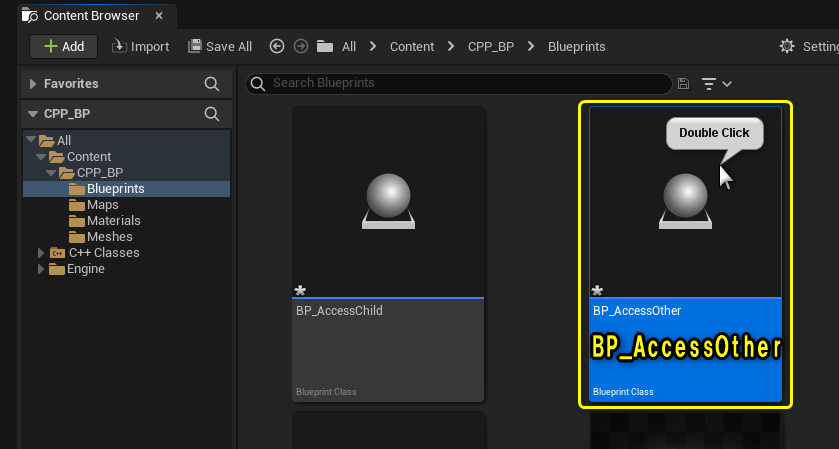 Content Browser
Add
Import
Save All
All
Content
CPP_BP
Blueprints
Setting
Favorites
Search Blueprints
CPP_BP
All
Content
CPP_BP
Blueprints
Maps
Materials
Meshes
C++ Classes
Engine
Double Click
BP_AccessChild
Blueprint Class
BP_AccessOther
BP_AccessOther
Blueprint Class